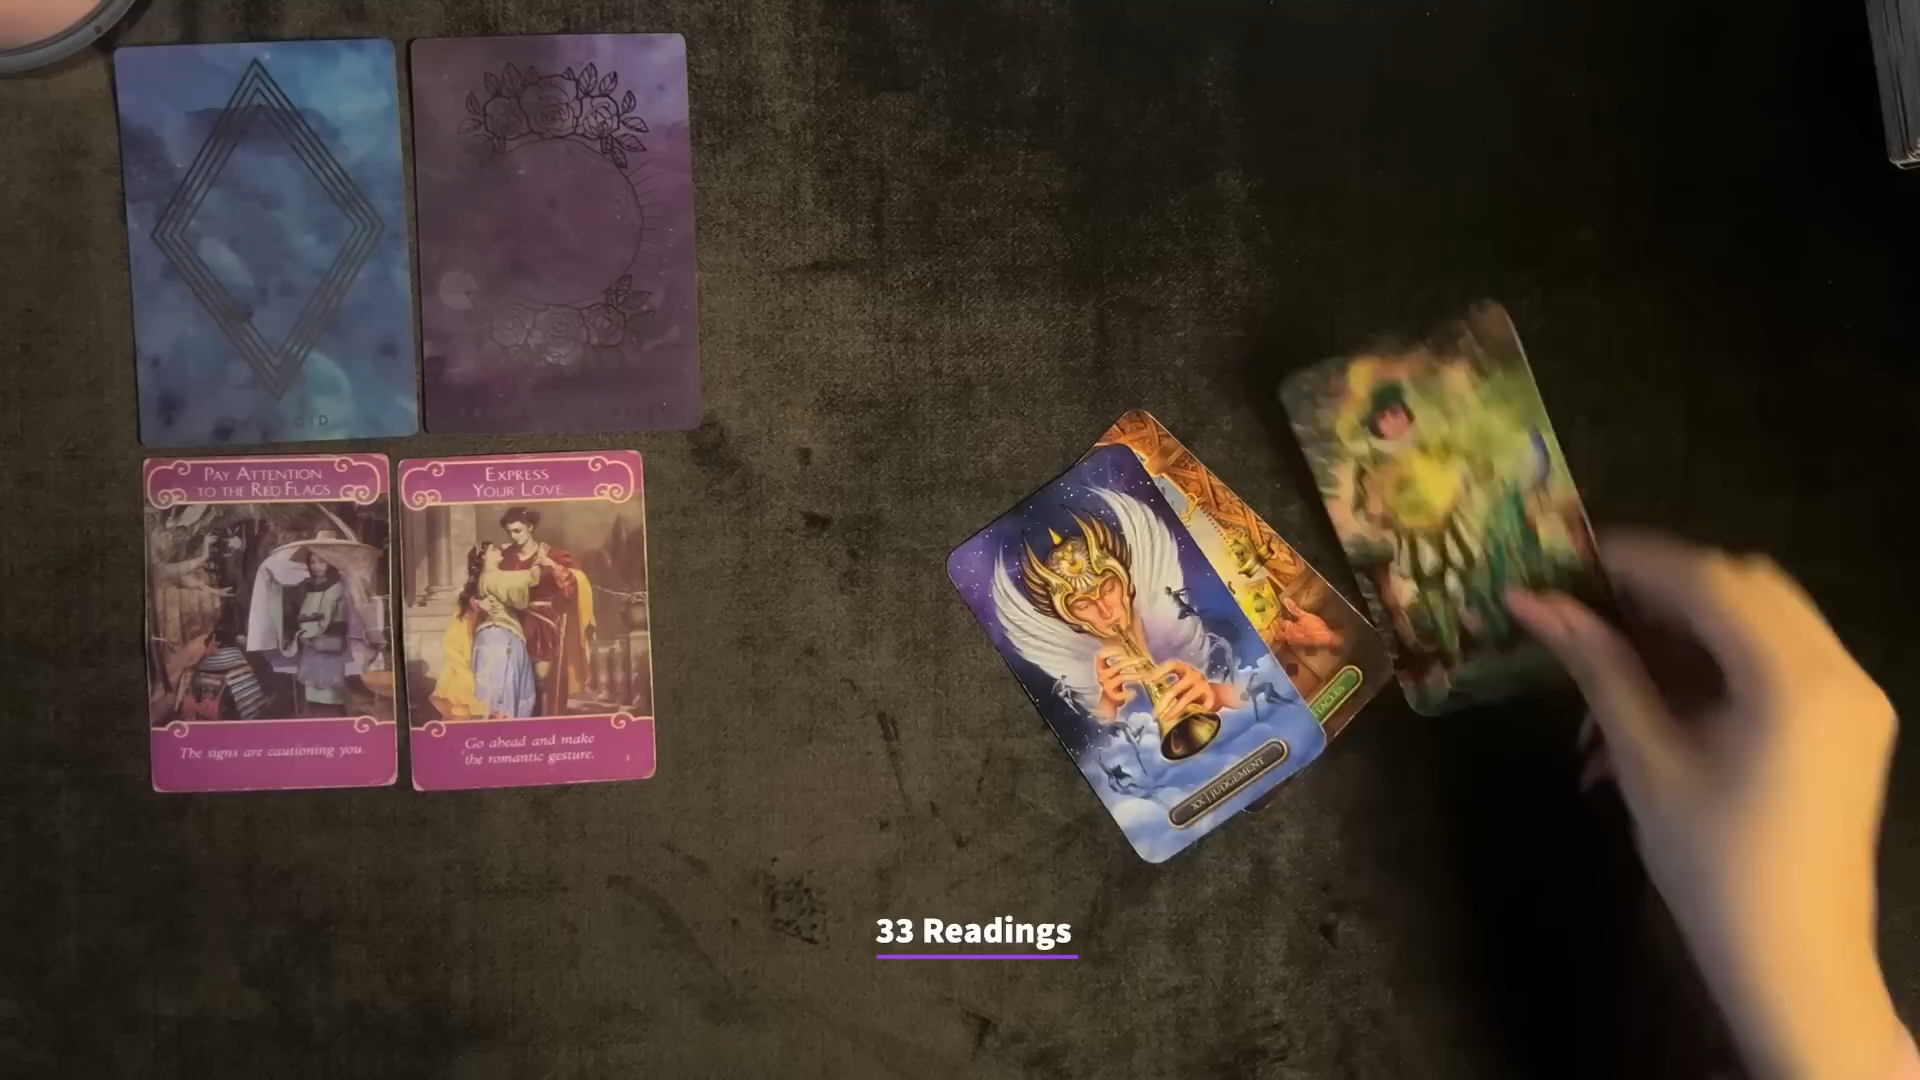 PAY ATTENTION
TO THE RED FLAGS
The signs are cautioning you.
EXPRESS
YOUR LOVE
Go ahead and make
the romantic gesture.
XX | JUDGEMENT
33 Readings